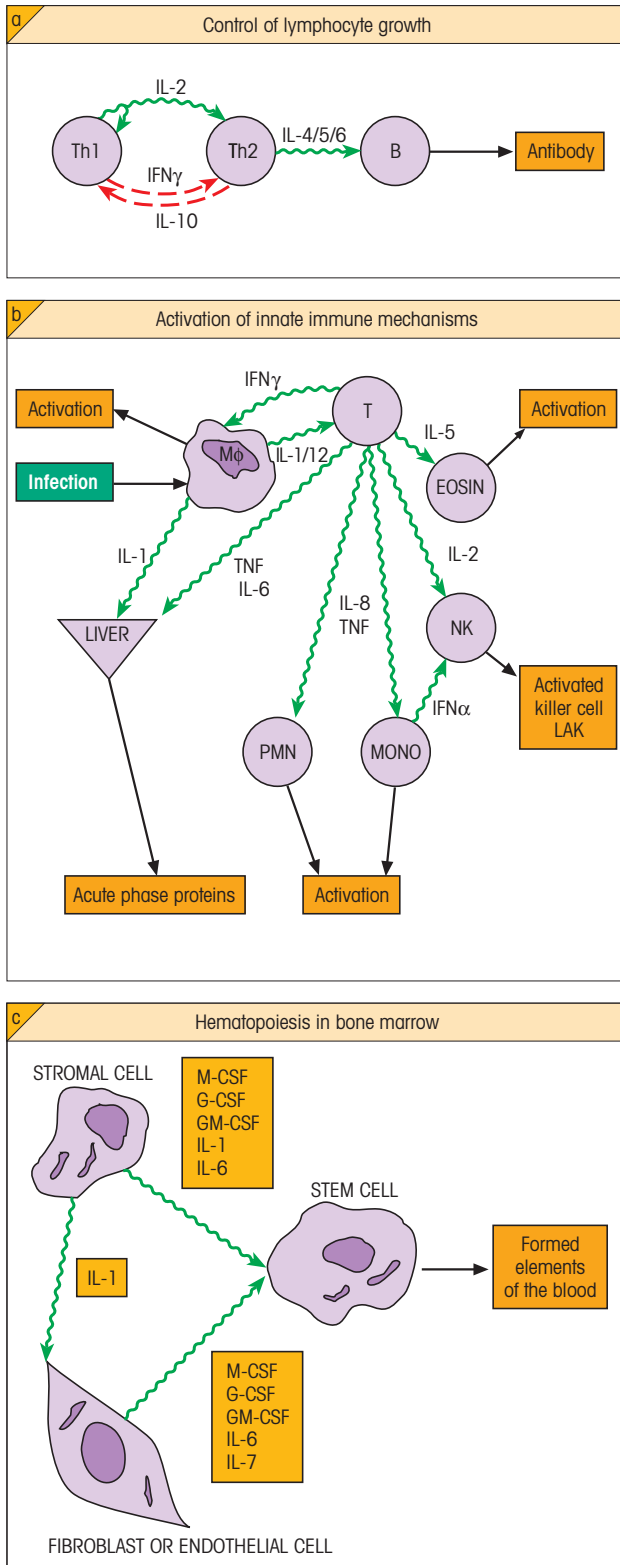 a
Control of lymphocyte growth
IL-2
Th1
Th2
IL-4/5/6
B
Antibody
IFNγ
IL-10
b
Activation of innate immune mechanisms
IFNγ
T
Activation
Activation
IL-5
Mϕ
IL-1/12
Infection
EOSIN
IL-1
TNF
IL-6
IL-2
IL-8
TNF
LIVER
NK
IFNα
Activated
killer cell
LAK
PMN
MONO
Acute phase proteins
Activation
c
Hematopoiesis in bone marrow
STROMAL CELL
M-CSF
G-CSF
GM-CSF
IL-1
IL-6
STEM CELL
IL-1
Formed
elements
of the blood
M-CSF
G-CSF
GM-CSF
IL-6
IL-7
FIBROBLAST OR ENDOTHELIAL CELL